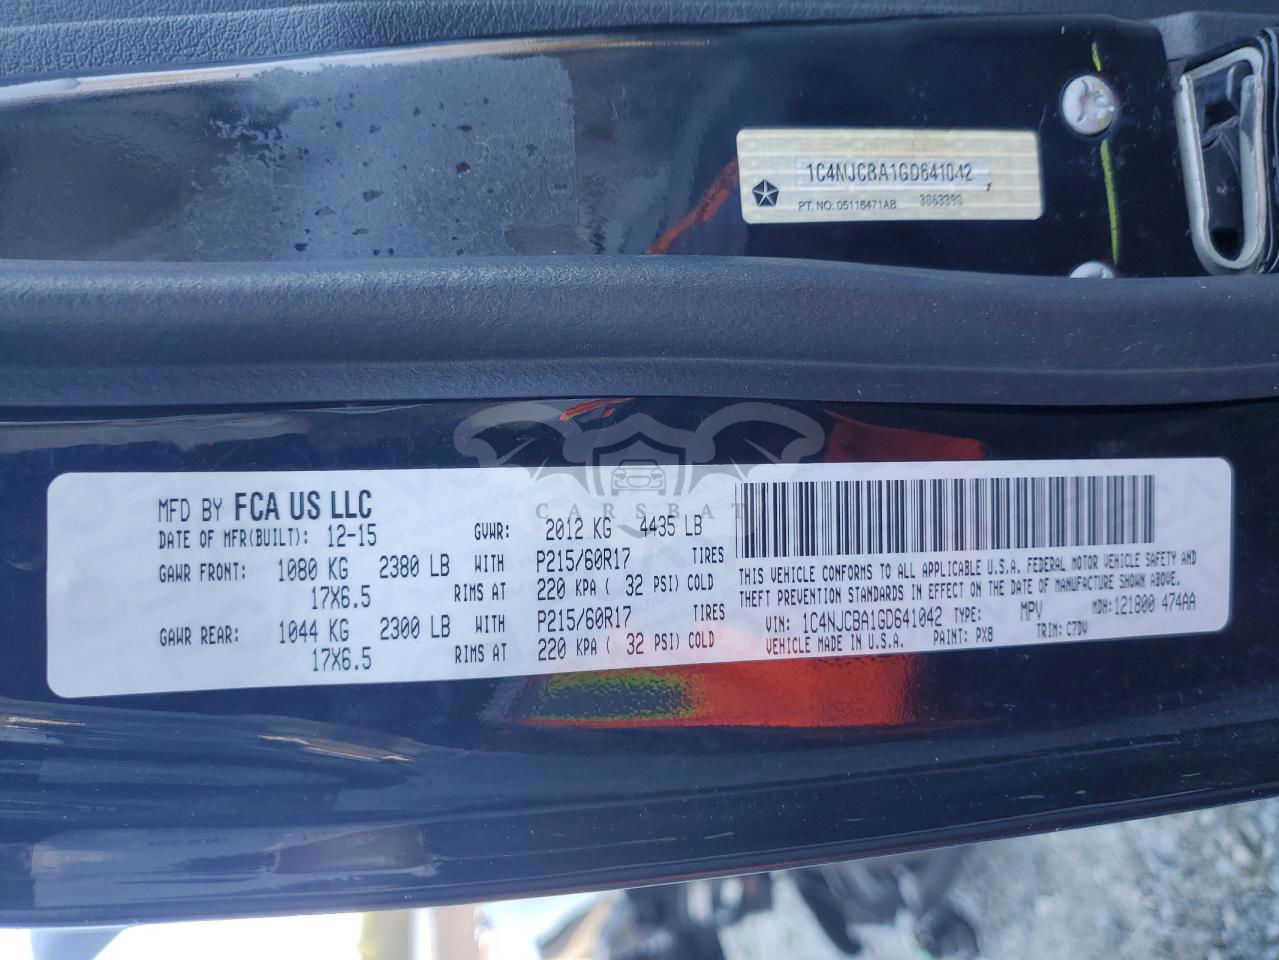 1C4NJCBA1GD641042
PT. NO. 05116471AB 3063390
CARSBAT
MFD BY FCA US LLC
DATE OF MFR(BUILT): 12-15 GVWR: 2012 KG 4435 LB
GAWR FRONT: 1080 KG 2380 LB WITH P215/60R17 TIRES
17X6.5 RIMS AT 220 KPA ( 32 PSI) COLD
GAWR REAR: 1044 KG 2300 LB WITH P215/60R17 TIRES
17X6.5 RIMS AT 220 KPA ( 32 PSI) COLD
THIS VEHICLE CONFORMS TO ALL APPLICABLE U.S.A. FEDERAL MOTOR VEHICLE SAFETY AND
THEFT PREVENTION STANDARDS IN EFFECT ON THE DATE OF MANUFACTURE SHOWN ABOVE.
VIN: 1C4NJCBA1GD641042 TYPE: MPV MDH:121800 474AA
VEHICLE MADE IN U.S.A. PAINT: PX8 TRIM: C7DV